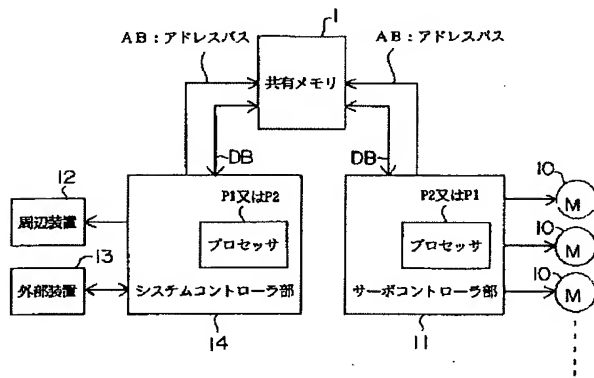 1
AB:アドレスバス
AB:アドレスバス
共有メモリ
DB
DB
12
P1又はP2
P2又はP1
10
M
周辺装置
プロセッサ
プロセッサ
10
M
13
10
外部装置
システムコントローラ部
サーボコントローラ部
M
14
11